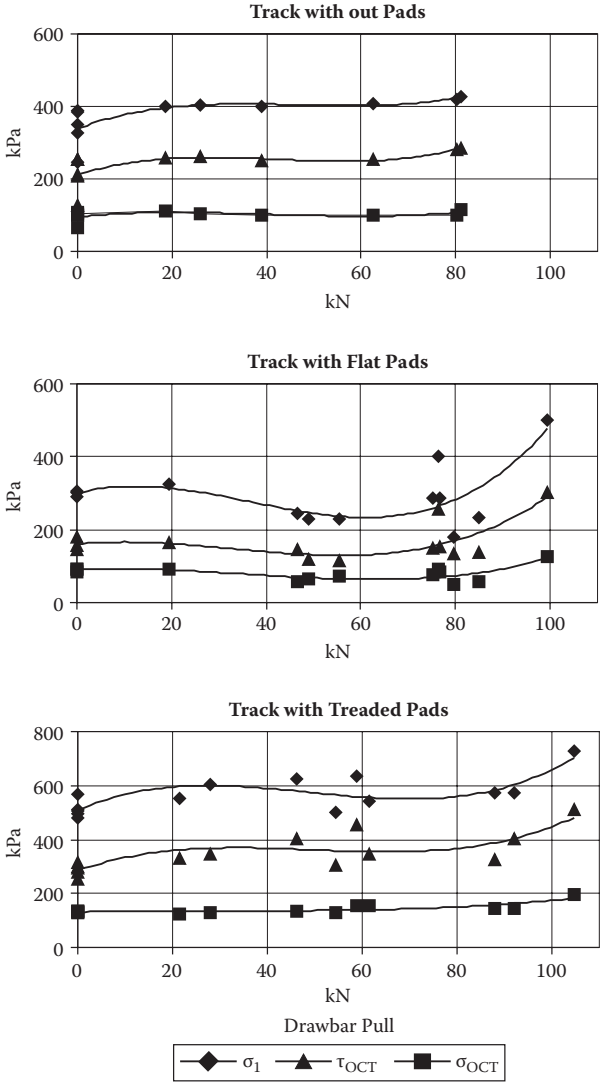 Track with out Pads
600
400
200
0
kPa
0 20 40 60 80 100
kN
Track with Flat Pads
600
400
200
0
kPa
0 20 40 60 80 100
kN
Track with Treaded Pads
800
600
400
200
0
kPa
0 20 40 60 80 100
kN
Drawbar Pull
σ1 τOCT σOCT